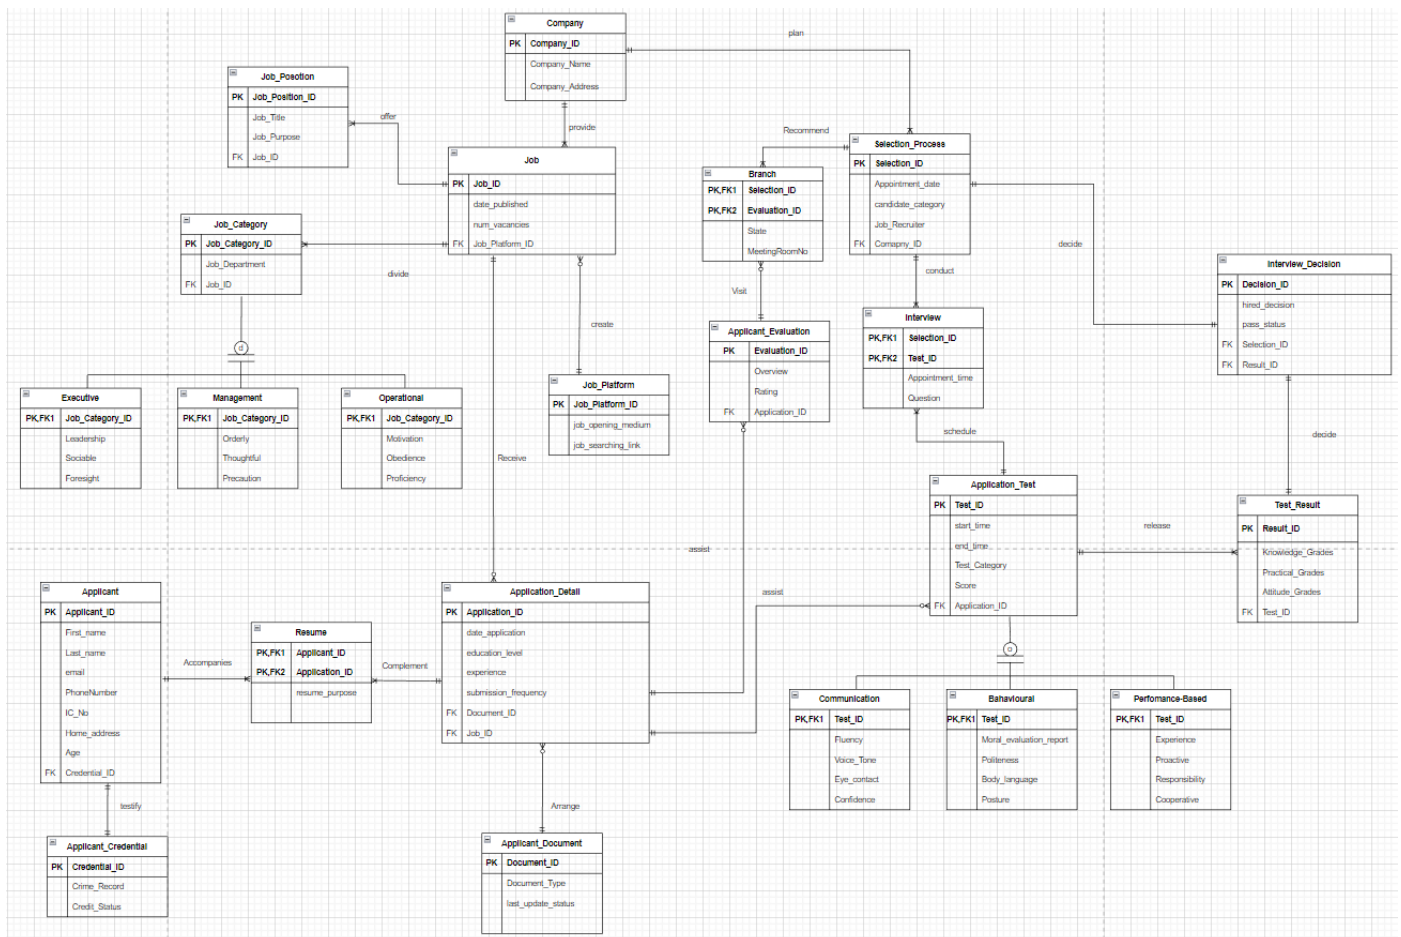 Company
PK Company_ID
Company_Name
Company_Address
plan
Job_Posotion
PK Job_Position_ID
Job_Title
Job_Purpose
FK Job_ID
offer
provide
Job
PK Job_ID
date_published
num_vacancies
FK Job_Platform_ID
Recommend
Selection_Process
PK Selection_ID
Appointment_date
candidate_category
Job_Recruiter
FK Comapny_ID
Branch
PK,FK1 Selection_ID
PK,FK2 Evaluation_ID
State
MeetingRoomNo
Job_Category
PK Job_Category_ID
Job_Department
FK Job_ID
divide
decide
conduct
Interview_Decision
PK Decision_ID
hired_decision
pass_status
FK Selection_ID
FK Result_ID
Visit
create
Interview
PK,FK1 Selection_ID
PK,FK2 Test_ID
Appointment_time
Question
Applicant_Evaluation
PK Evaluation_ID
Overview
Rating
FK Application_ID
d
Executive
PK,FK1 Job_Category_ID
Leadership
Sociable
Foresight
Management
PK,FK1 Job_Category_ID
Orderly
Thoughtful
Precaution
Operational
PK,FK1 Job_Category_ID
Motivation
Obedience
Proficiency
Job_Platform
PK Job_Platform_ID
job_opening_medium
job_searching_link
schedule
decide
Receive
Application_Test
PK Test_ID
start_time
end_time
Test_Category
Score
FK Application_ID
release
Test_Result
PK Result_ID
Knowledge_Grades
Practical_Grades
Attitude_Grades
FK Test_ID
assist
assist
Applicant
PK Applicant_ID
First_name
Last_name
email
PhoneNumber
IC_No
Home_address
Age
FK Credential_ID
Accompanies
Resume
PK,FK1 Applicant_ID
PK,FK2 Application_ID
resume_purpose
Complement
Application_Detail
PK Application_ID
date_application
education_level
experience
submission_frequency
FK Document_ID
FK Job_ID
o
Communication
PK,FK1 Test_ID
Fluency
Voice_Tone
Eye_contact
Confidence
Bahavioural
PK,FK1 Test_ID
Moral_evaluation_report
Politeness
Body_language
Posture
Perfomance-Based
PK,FK1 Test_ID
Experience
Proactive
Responsibility
Cooperative
testify
Arrange
Applicant_Credential
PK Credential_ID
Crime_Record
Credit_Status
Applicant_Document
PK Document_ID
Document_Type
last_update_status